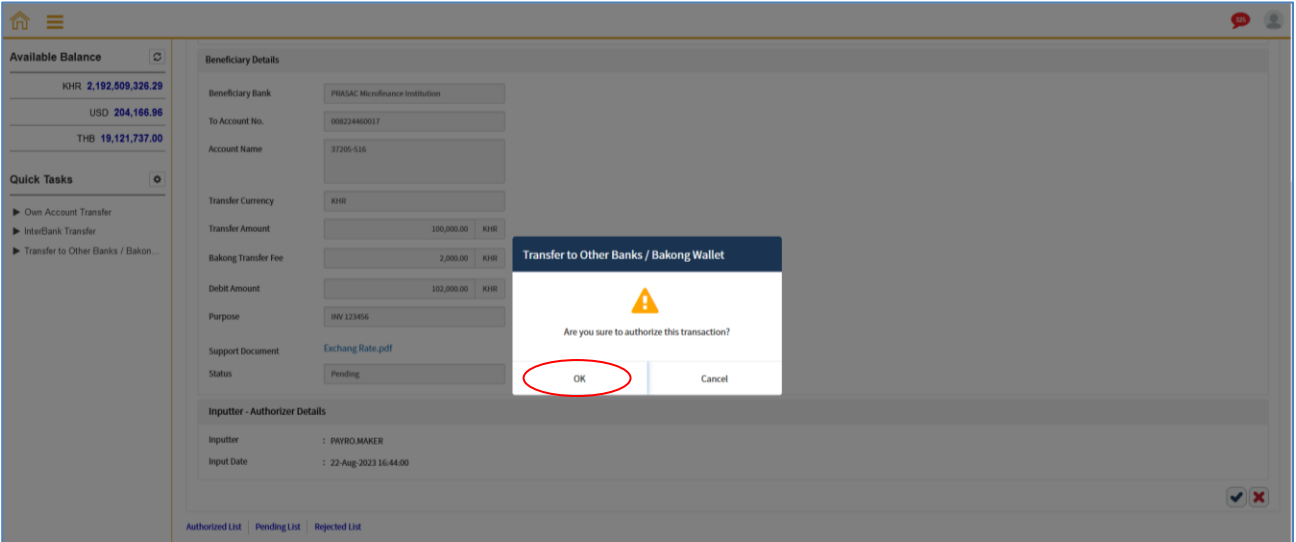 325
Available Balance
KHR 2,192,509,326.29
USD 204,166.96
THB 19,121,737.00
Quick Tasks
Own Account Transfer
InterBank Transfer
Transfer to Other Banks / Bakon...
Beneficiary Details
Beneficiary Bank PRASAC Microfinance Institution
To Account No. 008224460017
Account Name 37205-516
Transfer Currency KHR
Transfer Amount 100,000.00 KHR
Bakong Transfer Fee 2,000.00 KHR
Debit Amount 102,000.00 KHR
Purpose INV 123456
Support Document Exchang Rate.pdf
Status Pending
Transfer to Other Banks / Bakong Wallet
Are you sure to authorize this transaction?
OK Cancel
Inputter - Authorizer Details
Inputter : PAYRO.MAKER
Input Date : 22-Aug-2023 16:44:00
Authorized List Pending List Rejected List